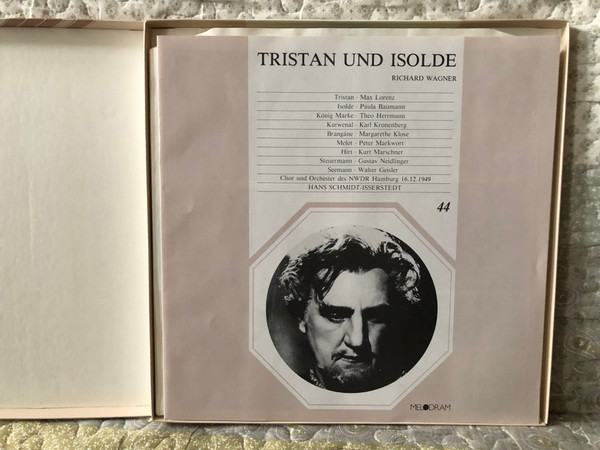 TRISTAN UND ISOLDE
RICHARD WAGNER
Tristan · Max Lorenz
Isolde · Paula Baumann
König Marke · Theo Herrmann
Kurwenal · Karl Kronenberg
Brangäne · Margarethe Klose
Melot · Peter Markwort
Hirt · Kurt Marschner
Steuermann · Gustav Neidlinger
Seemann · Walter Geisler
Chor und Orchester des NWDR Hamburg 16.12.1949
HANS SCHMIDT-ISSERSTEDT
44
MELODRAM